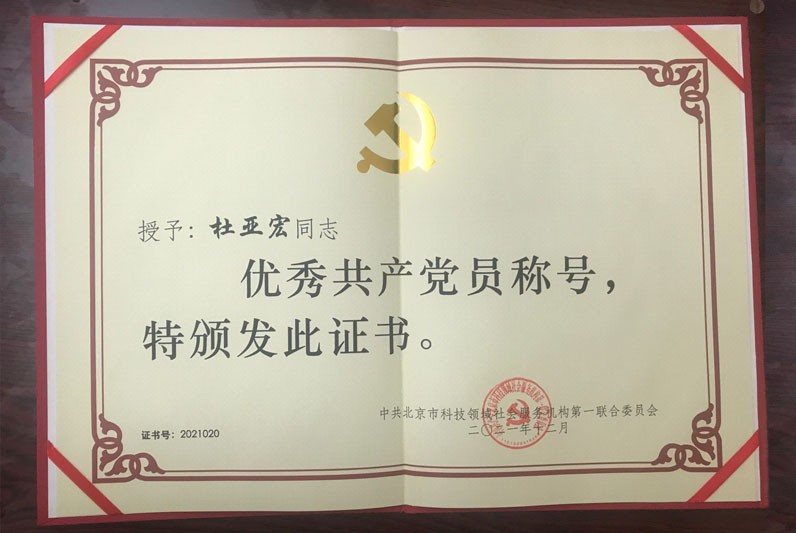 授予：杜亚宏同志
优秀共产党员称号，
特颁发此证书。
中共北京市科技领域社会服务机构第一联合委员会
二〇二一年十二月
证书号：2021020